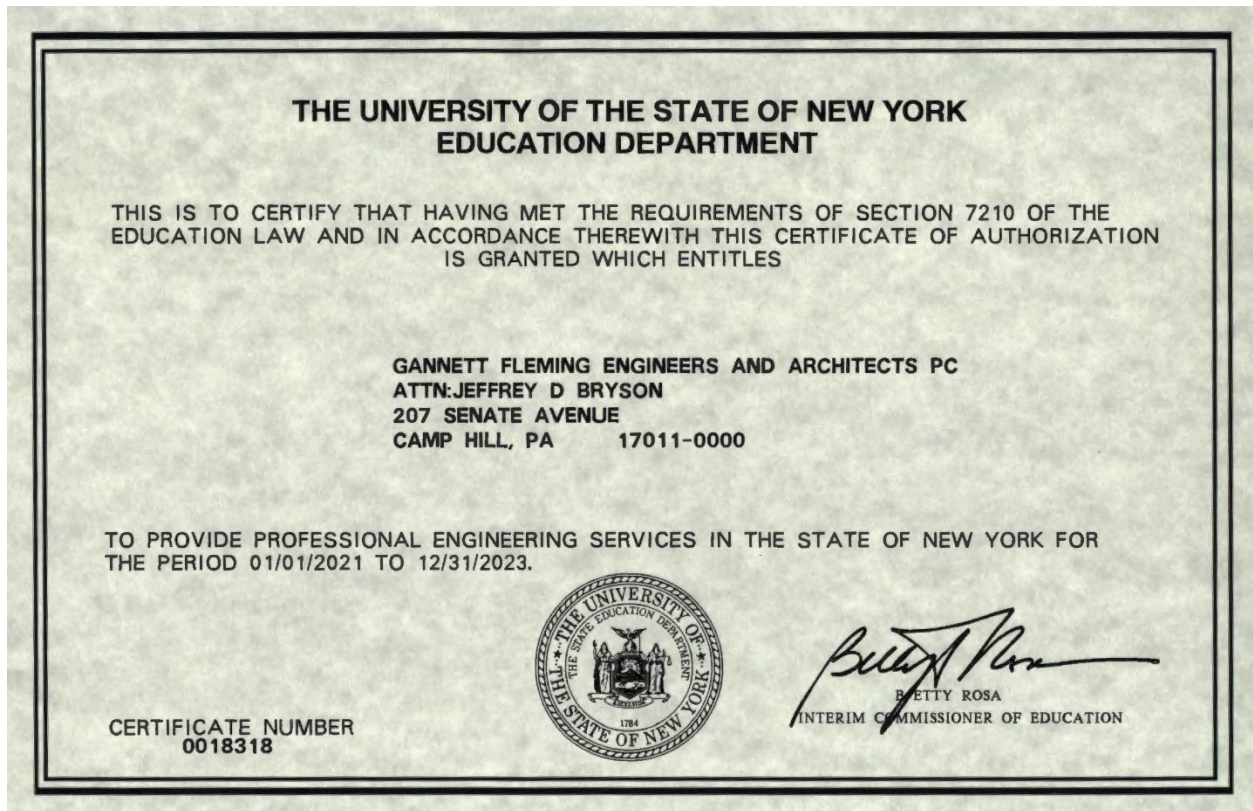 THE UNIVERSITY OF THE STATE OF NEW YORK
EDUCATION DEPARTMENT
THIS IS TO CERTIFY THAT HAVING MET THE REQUIREMENTS OF SECTION 7210 OF THE
EDUCATION LAW AND IN ACCORDANCE THEREWITH THIS CERTIFICATE OF AUTHORIZATION
IS GRANTED WHICH ENTITLES
GANNETT FLEMING ENGINEERS AND ARCHITECTS PC
ATTN:JEFFREY D BRYSON
207 SENATE AVENUE
CAMP HILL, PA 17011-0000
TO PROVIDE PROFESSIONAL ENGINEERING SERVICES IN THE STATE OF NEW YORK FOR
THE PERIOD 01/01/2021 TO 12/31/2023.
THE UNIVERSITY OF THE STATE OF NEW YORK
THE STATE EDUCATION DEPARTMENT
EXCELSIOR
1784
Betty A Rosa
BETTY ROSA
INTERIM COMMISSIONER OF EDUCATION
CERTIFICATE NUMBER
0018318